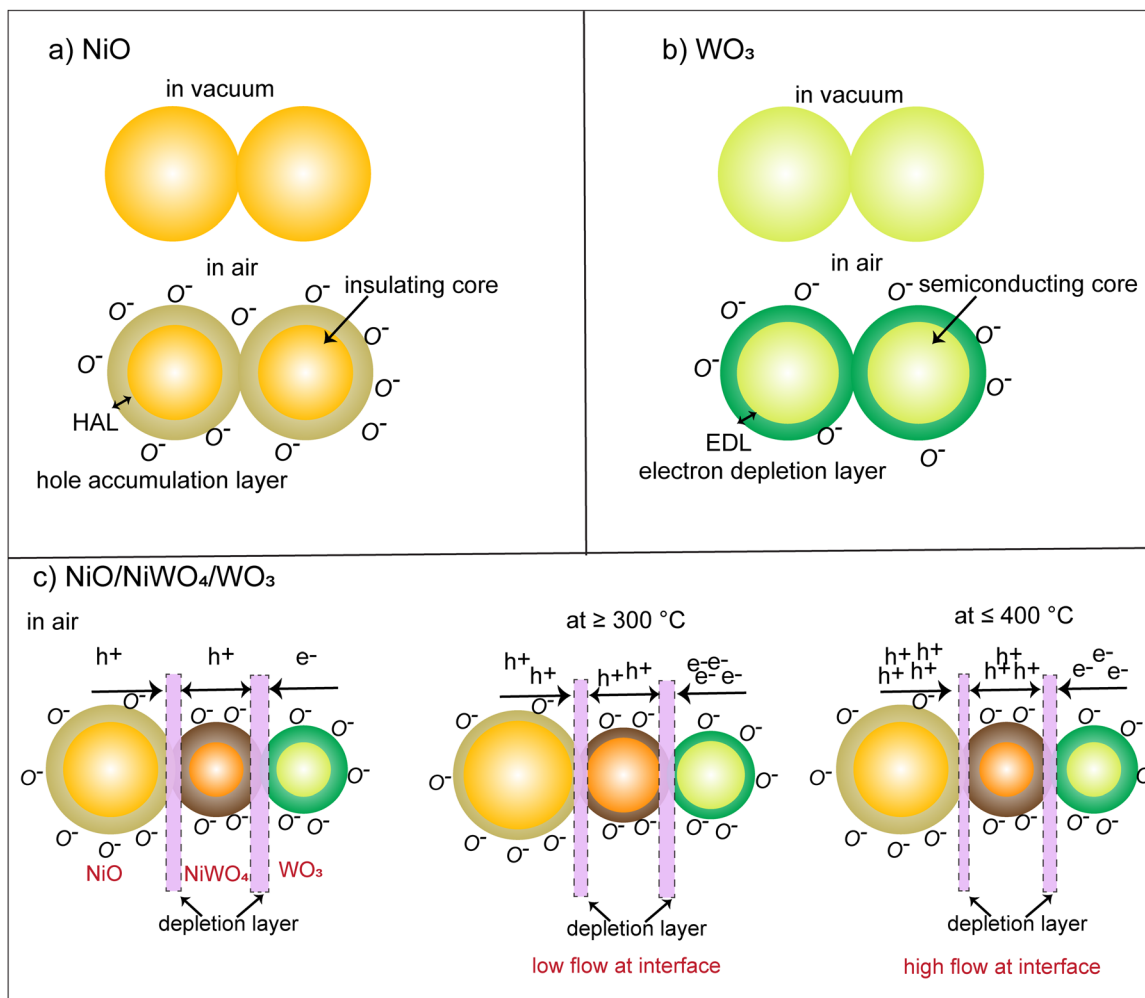 a) NiO
in vacuum
in air
O⁻ O⁻ O⁻ O⁻
insulating core
O⁻ O⁻ O⁻
HAL
O⁻ O⁻ O⁻ O⁻
hole accumulation layer
b) WO₃
in vacuum
in air
O⁻ O⁻ O⁻
semiconducting core
O⁻ O⁻ O⁻
EDL
O⁻ O⁻
electron depletion layer
c) NiO/NiWO₄/WO₃
in air
h+ h+ e-
O⁻ O⁻ O⁻ O⁻ O⁻
O⁻ O⁻
O⁻ O⁻ O⁻ O⁻ O⁻ O⁻ O⁻
NiO NiWO₄ WO₃
depletion layer
at ≥ 300 °C
h+ h+ h+ h+ e- e- e- e-
O⁻ O⁻ O⁻ O⁻ O⁻
O⁻ O⁻
O⁻ O⁻ O⁻ O⁻ O⁻ O⁻ O⁻
depletion layer
low flow at interface
at ≤ 400 °C
h+ h+ h+ h+ h+ h+ h+ e- e- e-
O⁻ O⁻ O⁻ O⁻ O⁻
O⁻ O⁻
O⁻ O⁻ O⁻ O⁻ O⁻ O⁻ O⁻
depletion layer
high flow at interface